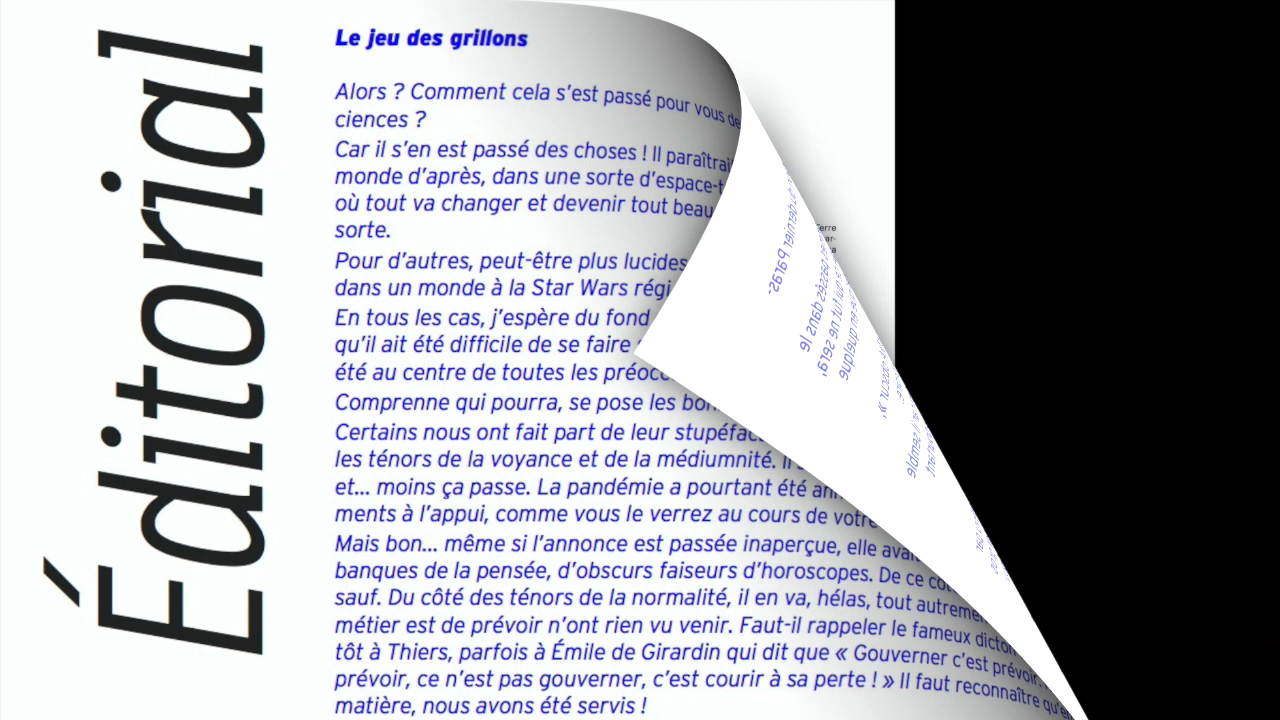 Éditorial
Le jeu des grillons
Alors ? Comment cela s'est passé pour vous
ciences ?
Car il s'en est passé des choses ! Il paraîtrai
monde d'après, dans une sorte d'espace-t
où tout va changer et devenir tout beau
sorte.
Pour d'autres, peut-être plus lucides
dans un monde à la Star Wars régi
En tous les cas, j'espère du fond
qu'il ait été difficile de se faire
été au centre de toutes les préoc
Comprenne qui pourra, se pose les bon
Certains nous ont fait part de leur stupéfac
les ténors de la voyance et de la médiumnité. Il
et... moins ça passe. La pandémie a pourtant été
ments à l'appui, comme vous le verrez au cours de votre
Mais bon... même si l'annonce est passée inaperçue, elle avai
banques de la pensée, d'obscurs faiseurs d'horoscopes. De ce
sauf. Du côté des ténors de la normalité, il en va, hélas, tout autreme
métier est de prévoir n'ont rien vu venir. Faut-il rappeler le fameux dicton
tôt à Thiers, parfois à Émile de Girardin qui dit que « Gouverner c'est prévoir.
prévoir, ce n'est pas gouverner, c'est courir à sa perte ! » Il faut reconnaître qu'e
matière, nous avons été servis !